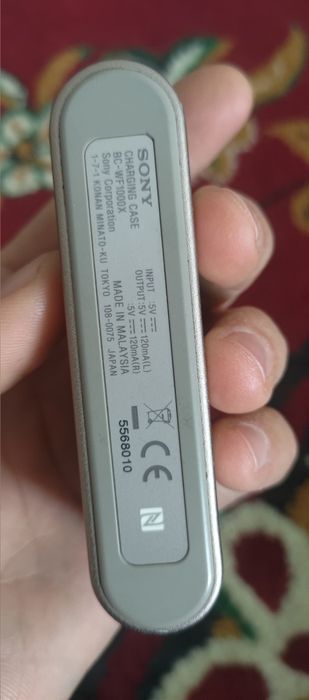 SONY
CHARGING CASE
BC-WF1000X
Sony Corporation
1-7-1 KONAN MINATO-KU TOKYO 108-0075 JAPAN
INPUT :5V ⎓
OUTPUT:5V ⎓ 120mA(L)
:5V ⎓ 120mA(R)
MADE IN MALAYSIA
CE
5568010
N